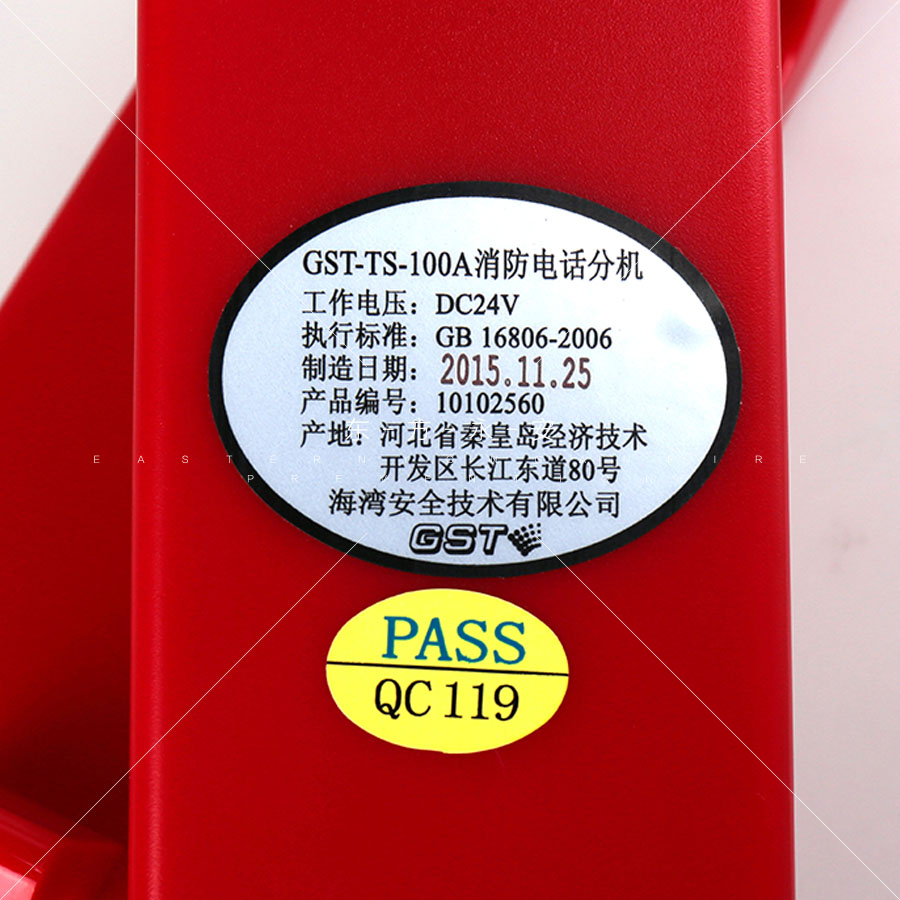 GST-TS-100A消防电话分机
工作电压：DC24V
执行标准：GB 16806-2006
制造日期：2015.11.25
产品编号：10102560
产地：河北省秦皇岛经济技术
开发区长江东道80号
海湾安全技术有限公司
GST
PASS
QC119